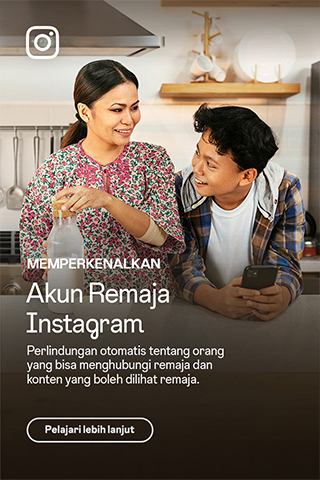 MEMPERKENALKAN
Akun Remaja
Instagram
Perlindungan otomatis tentang orang
yang bisa menghubungi remaja dan
konten yang boleh dilihat remaja.
Pelajari lebih lanjut